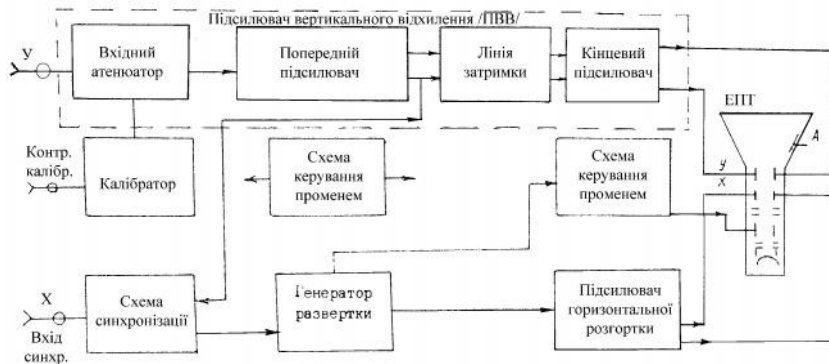 Підсилювач вертикального відхилення /ПВВ/
У
Вхідний
атенюатор
Попередній
підсилювач
Лінія
затримки
Кінцевий
підсилювач
ЕПТ
А
У
Х
Контр.
калібр.
Калібратор
Схема
керування
променем
Схема
керування
променем
Х
Вхід
синхр.
Схема
синхронізації
Генератор
развертки
Підсилювач
горизонтальної
розгортки